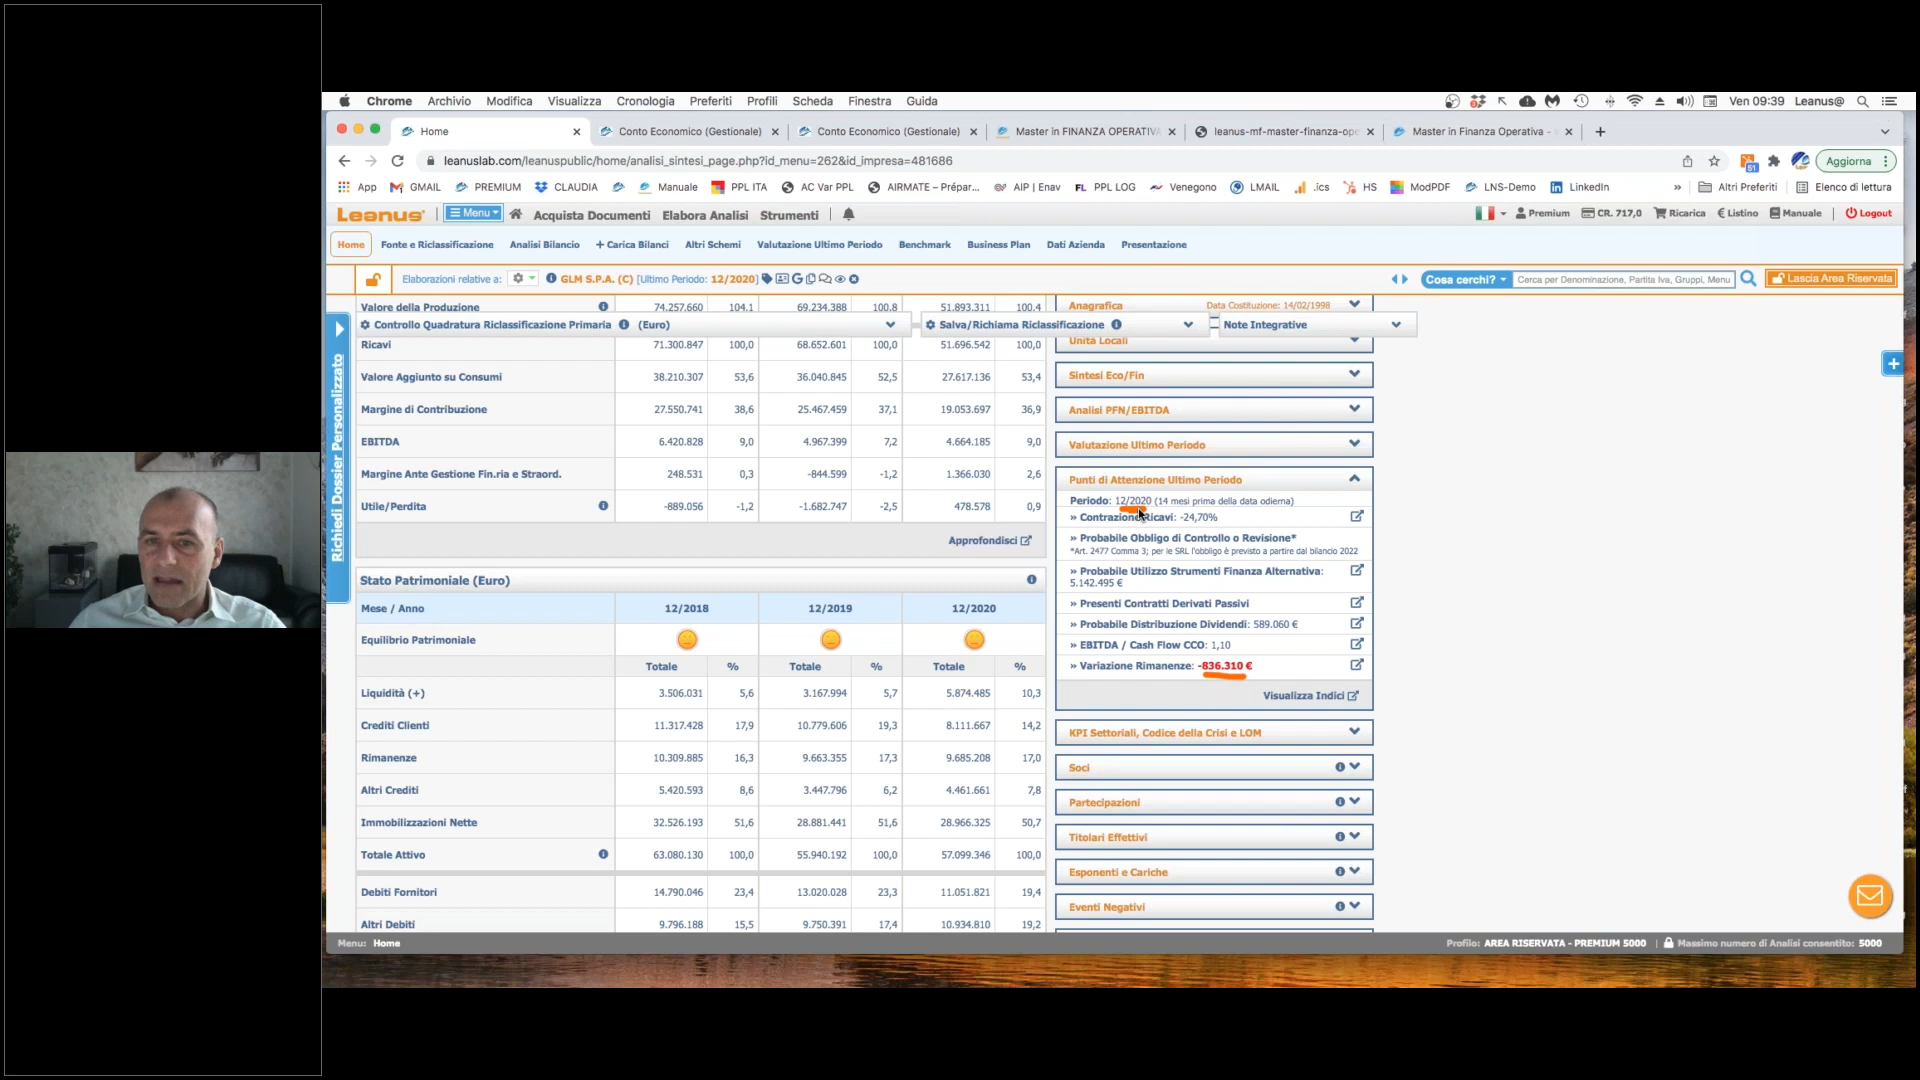 Chrome Archivio Modifica Visualizza Cronologia Preferiti Profili Scheda Finestra Guida Ven 09:39 Leanus@
Home Conto Economico (Gestionale) Conto Economico (Gestionale) Master in FINANZA OPERATIVA leanus-mf-master-finanza-ope Master in Finanza Operativa -
leanuslab.com/leanuspublic/home/analisi_sintesi_page.php?id_menu=262&id_impresa=481686 Aggiorna
App GMAIL PREMIUM CLAUDIA Manuale PPL ITA AC Var PPL AIRMATE – Prépar... AIP | Enav FL PPL LOG Venegono LMAIL .ics HS ModPDF LNS-Demo LinkedIn » Altri Preferiti Elenco di lettura
Leanus Menu Acquista Documenti Elabora Analisi Strumenti Premium CR. 717,0 Ricarica €Listino Manuale Logout
Home Fonte e Riclassificazione Analisi Bilancio + Carica Bilanci Altri Schemi Valutazione Ultimo Periodo Benchmark Business Plan Dati Azienda Presentazione
Elaborazioni relative a: GLM S.P.A. (C) [Ultimo Periodo: 12/2020] Cosa cerchi? Cerca per Denominazione, Partita Iva, Gruppi, Menu Lascia Area Riservata
Richiedi Dossier Personalizzato
Valore della Produzione 74.257.660 104,1 69.234.388 100,8 51.893.311 100,4
Controllo Quadratura Riclassificazione Primaria (Euro) Salva/Richiama Riclassificazione Note Integrative
Ricavi 71.300.847 100,0 68.652.601 100,0 51.696.542 100,0
Valore Aggiunto su Consumi 38.210.307 53,6 36.040.845 52,5 27.617.136 53,4
Margine di Contribuzione 27.550.741 38,6 25.467.459 37,1 19.053.697 36,9
EBITDA 6.420.828 9,0 4.967.399 7,2 4.664.185 9,0
Margine Ante Gestione Fin.ria e Straord. 248.531 0,3 -844.599 -1,2 1.366.030 2,6
Utile/Perdita -889.056 -1,2 -1.682.747 -2,5 478.578 0,9
Approfondisci
Stato Patrimoniale (Euro)
Mese / Anno 12/2018 12/2019 12/2020
Equilibrio Patrimoniale
Totale % Totale % Totale %
Liquidità (+) 3.506.031 5,6 3.167.994 5,7 5.874.485 10,3
Crediti Clienti 11.317.428 17,9 10.779.606 19,3 8.111.667 14,2
Rimanenze 10.309.885 16,3 9.663.355 17,3 9.685.208 17,0
Altri Crediti 5.420.593 8,6 3.447.796 6,2 4.461.661 7,8
Immobilizzazioni Nette 32.526.193 51,6 28.881.441 51,6 28.966.325 50,7
Totale Attivo 63.080.130 100,0 55.940.192 100,0 57.099.346 100,0
Debiti Fornitori 14.790.046 23,4 13.020.028 23,3 11.051.821 19,4
Altri Debiti 9.796.188 15,5 9.750.391 17,4 10.934.810 19,2
Anagrafica Data Costituzione: 14/02/1998
Unità Locali
Sintesi Eco/Fin
Analisi PFN/EBITDA
Valutazione Ultimo Periodo
Punti di Attenzione Ultimo Periodo
Periodo: 12/2020 (14 mesi prima della data odierna)
» Contrazione Ricavi: -24,70%
» Probabile Obbligo di Controllo o Revisione*
*Art. 2477 Comma 3; per le SRL l'obbligo è previsto a partire dal bilancio 2022
» Probabile Utilizzo Strumenti Finanza Alternativa:
5.142.495 €
» Presenti Contratti Derivati Passivi
» Probabile Distribuzione Dividendi: 589.060 €
» EBITDA / Cash Flow CCO: 1,10
» Variazione Rimanenze: -836.310 €
Visualizza Indici
KPI Settoriali, Codice della Crisi e LOM
Soci
Partecipazioni
Titolari Effettivi
Esponenti e Cariche
Eventi Negativi
Menu: Home Profilo: AREA RISERVATA - PREMIUM 5000 | Massimo numero di Analisi consentito: 5000